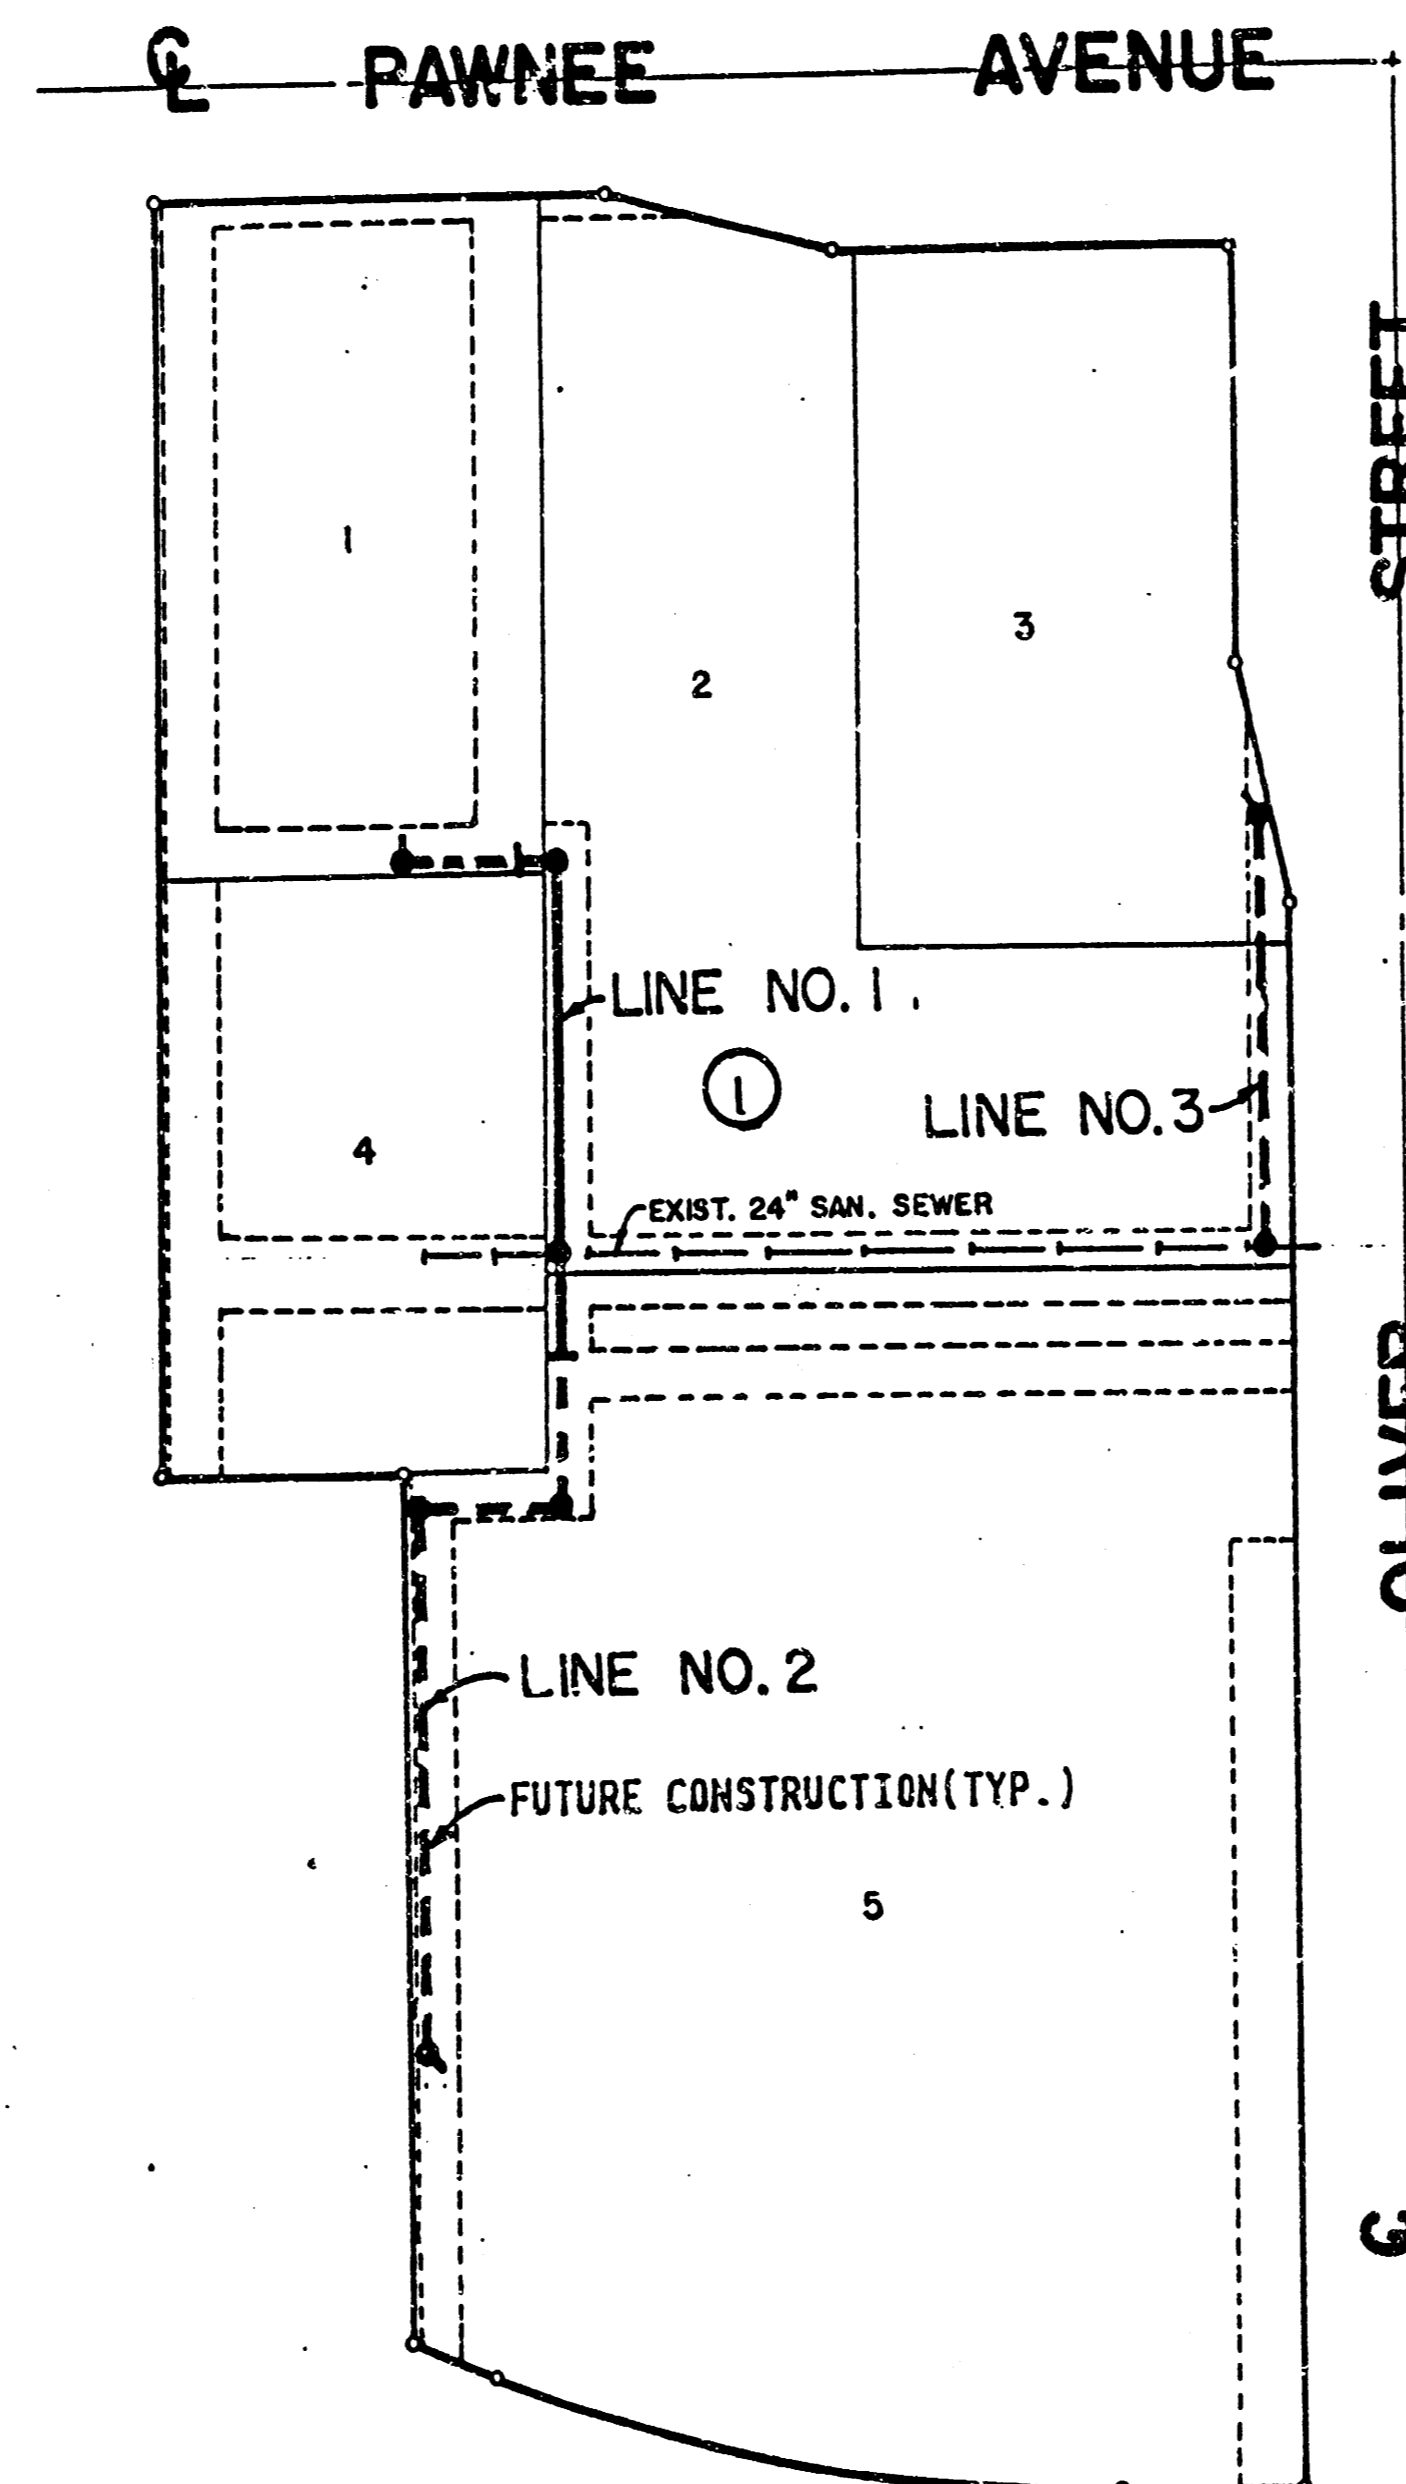 ℄ PAWNEE AVENUE
STREET
1
3
2
LINE NO. 1
1
LINE NO. 3
4
EXIST. 24" SAN. SEWER
OLIVER
LINE NO. 2
FUTURE CONSTRUCTION (TYP.)
5